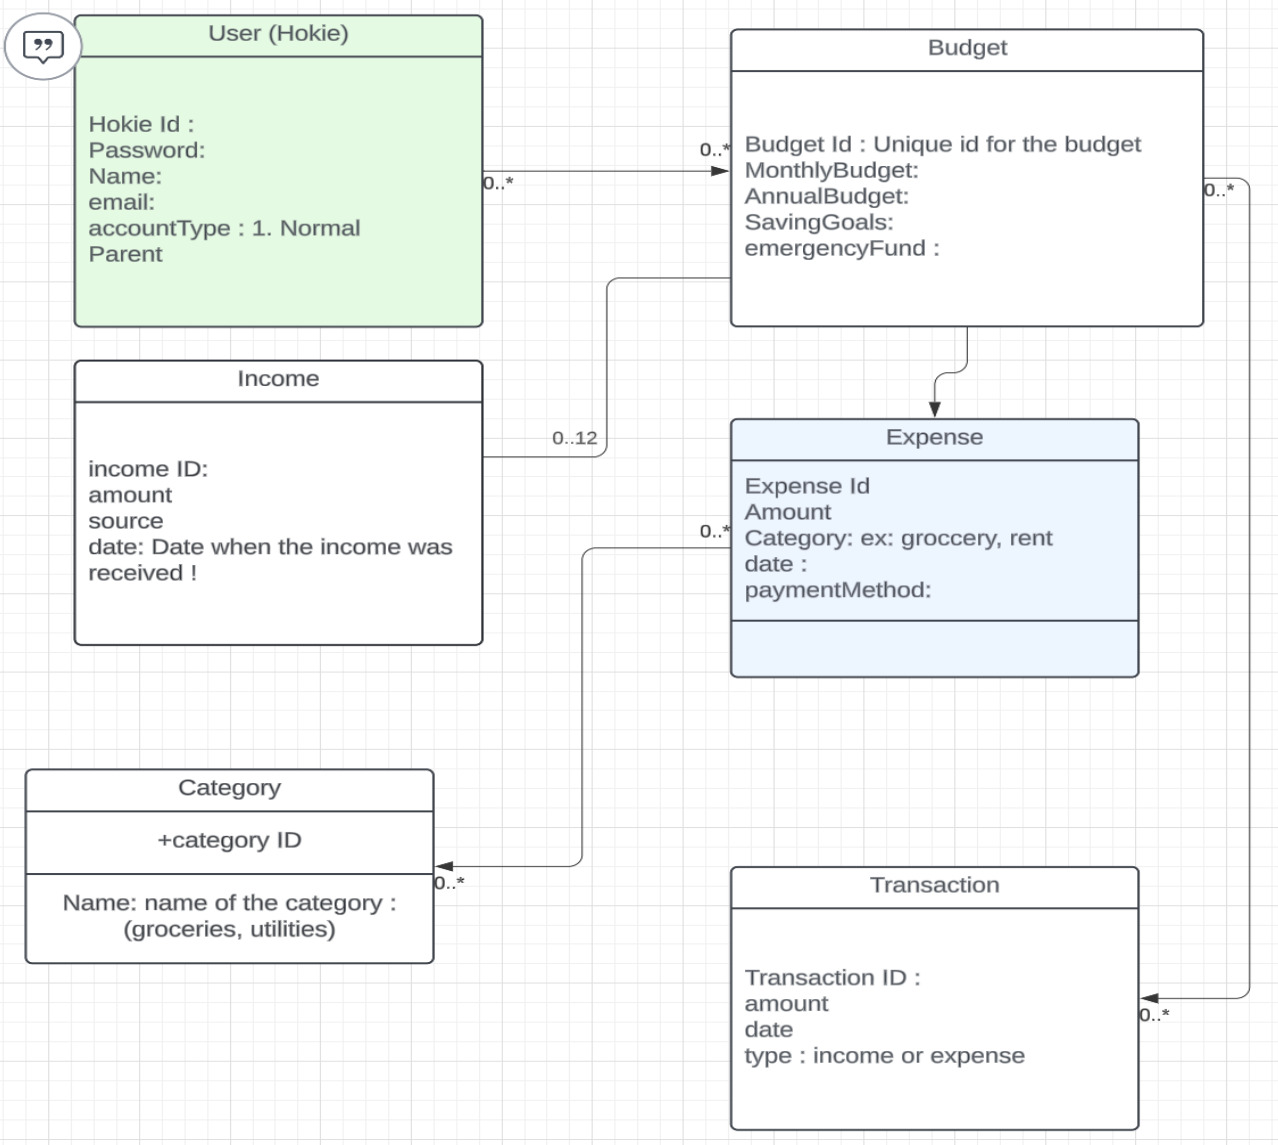 User (Hokie)
Hokie Id :
Password:
Name:
email:
accountType : 1. Normal
Parent
0..*
0..*
Budget
Budget Id : Unique id for the budget
MonthlyBudget:
AnnualBudget:
SavingGoals:
emergencyFund :
0..*
Income
income ID:
amount
source
date: Date when the income was
received !
0..12
Expense
Expense Id
Amount
Category: ex: groccery, rent
date :
paymentMethod:
0..*
Category
+category ID
Name: name of the category :
(groceries, utilities)
0..*
Transaction
Transaction ID :
amount
date
type : income or expense
0..*